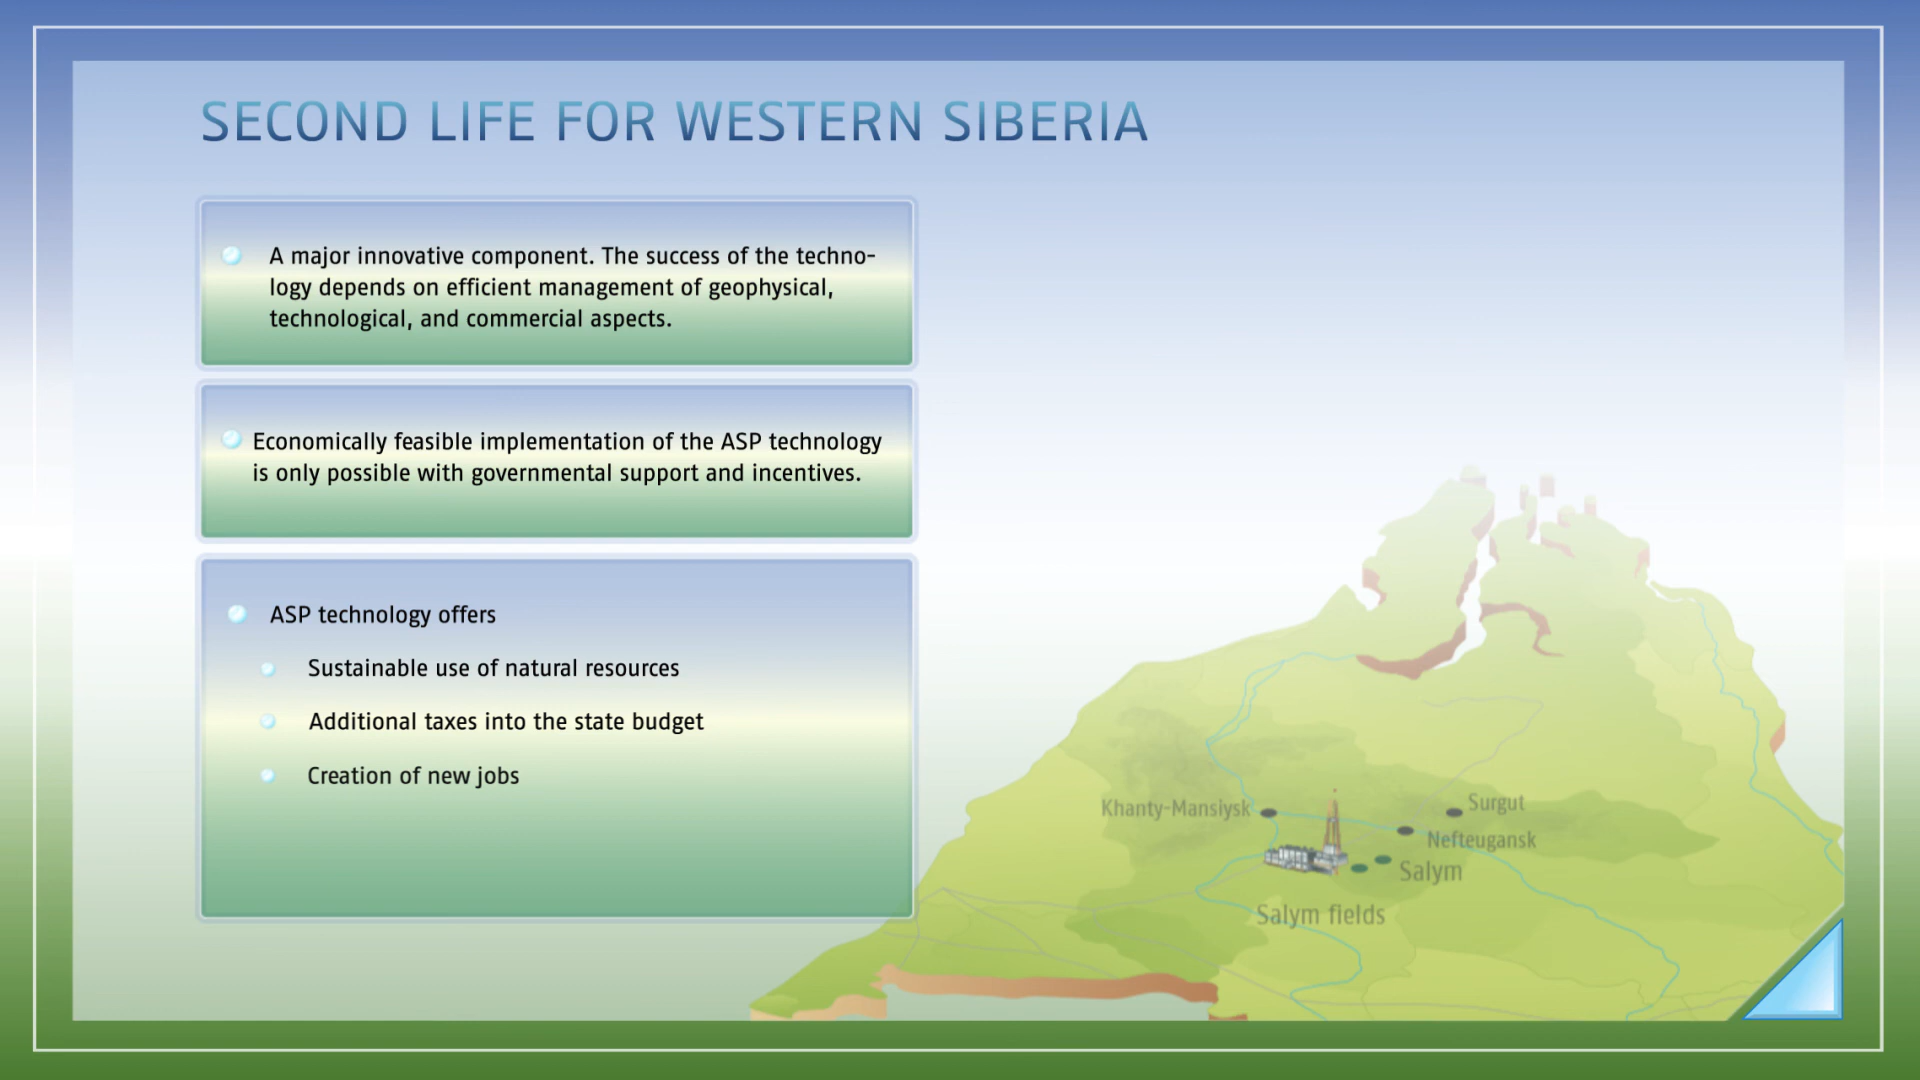 SECOND LIFE FOR WESTERN SIBERIA
A major innovative component. The success of the techno-
logy depends on efficient management of geophysical,
technological, and commercial aspects.
Economically feasible implementation of the ASP technology
is only possible with governmental support and incentives.
ASP technology offers
Sustainable use of natural resources
Additional taxes into the state budget
Creation of new jobs
Khanty-Mansiysk
Surgut
Nefteugansk
Salym
Salym fields